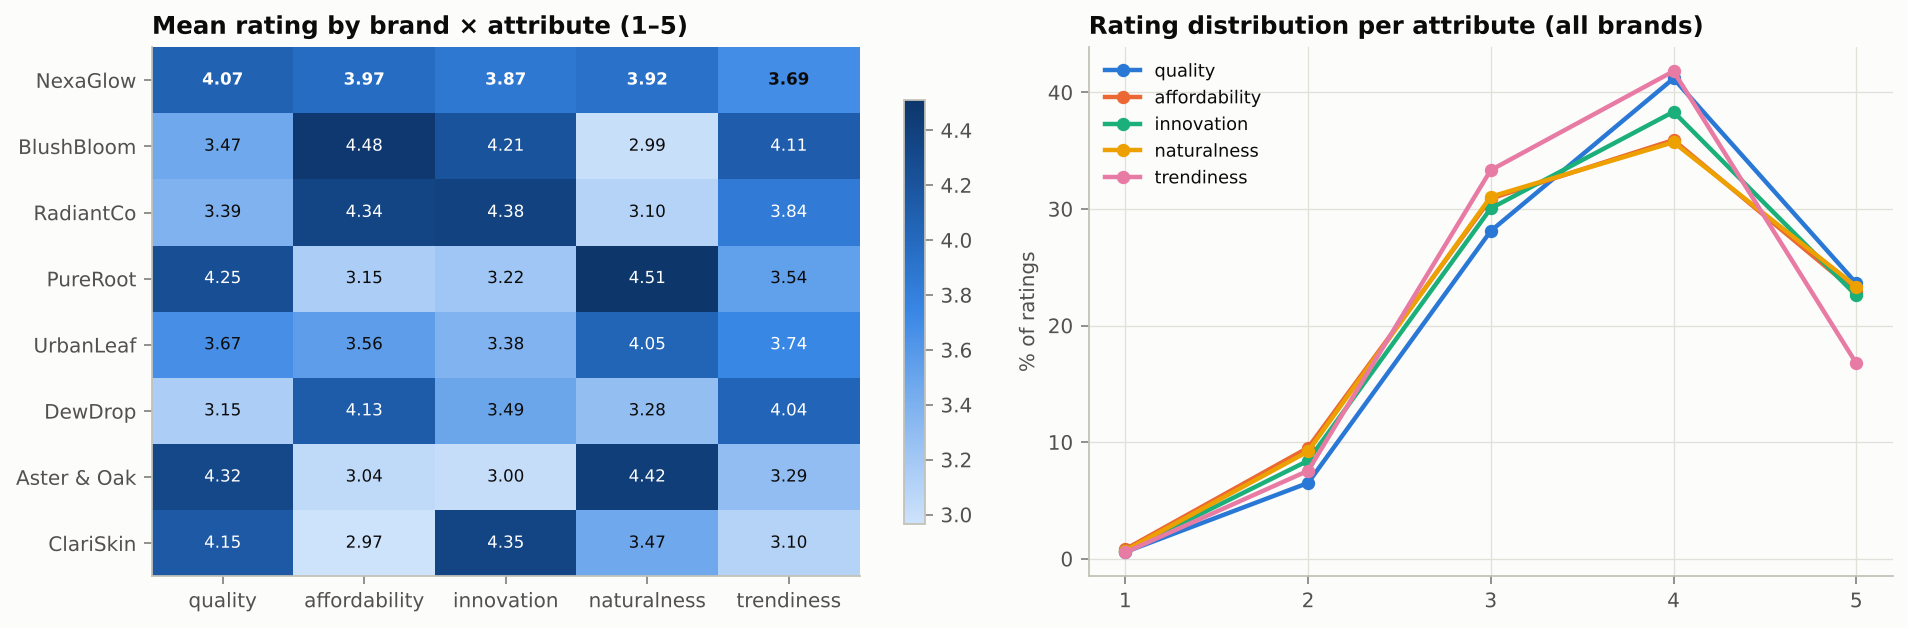 Mean rating by brand × attribute (1–5)
NexaGlow 4.07 3.97 3.87 3.92 3.69
BlushBloom 3.47 4.48 4.21 2.99 4.11
RadiantCo 3.39 4.34 4.38 3.10 3.84
PureRoot 4.25 3.15 3.22 4.51 3.54
UrbanLeaf 3.67 3.56 3.38 4.05 3.74
DewDrop 3.15 4.13 3.49 3.28 4.04
Aster & Oak 4.32 3.04 3.00 4.42 3.29
ClariSkin 4.15 2.97 4.35 3.47 3.10
quality affordability innovation naturalness trendiness
4.4
4.2
4.0
3.8
3.6
3.4
3.2
3.0
Rating distribution per attribute (all brands)
quality
affordability
innovation
naturalness
trendiness
% of ratings
40
30
20
10
0
1 2 3 4 5